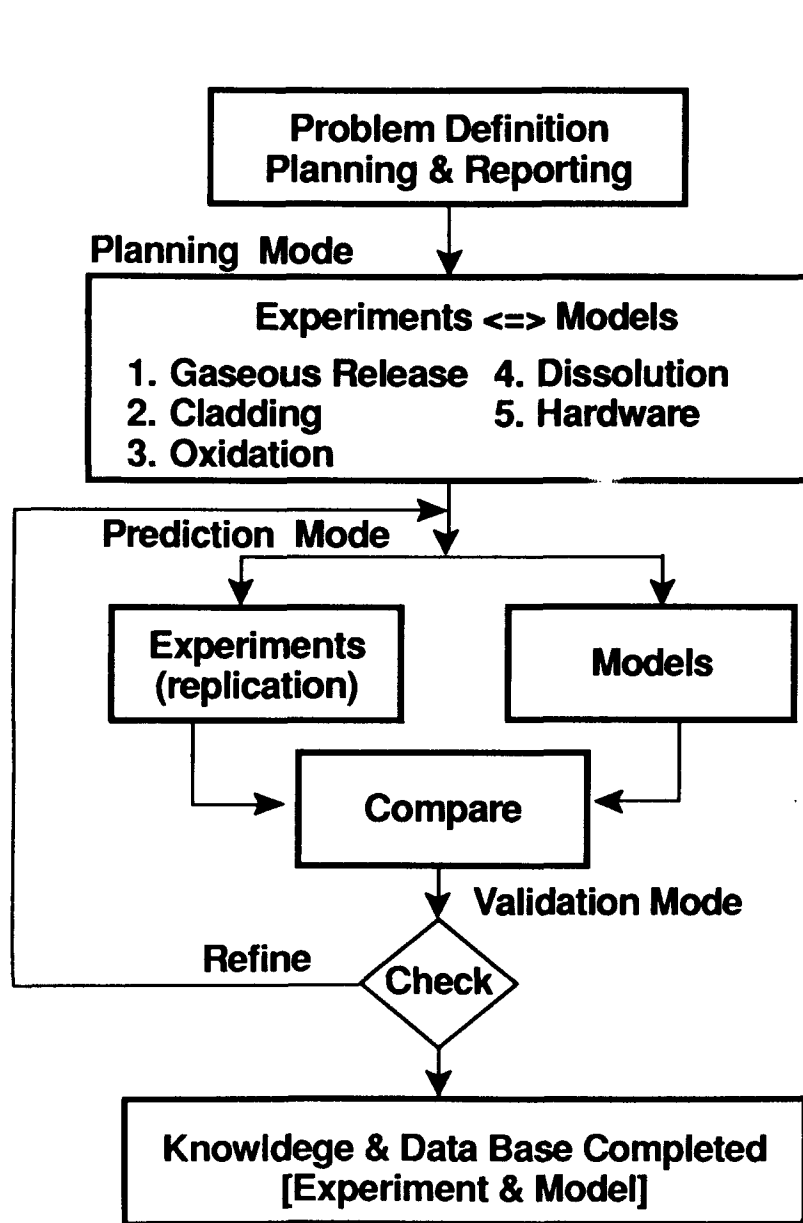 Problem Definition
Planning & Reporting
Planning Mode
Experiments <=> Models
1. Gaseous Release 4. Dissolution
2. Cladding 5. Hardware
3. Oxidation
Prediction Mode
Experiments
(replication)
Models
Compare
Validation Mode
Refine
Check
Knowldege & Data Base Completed
[Experiment & Model]